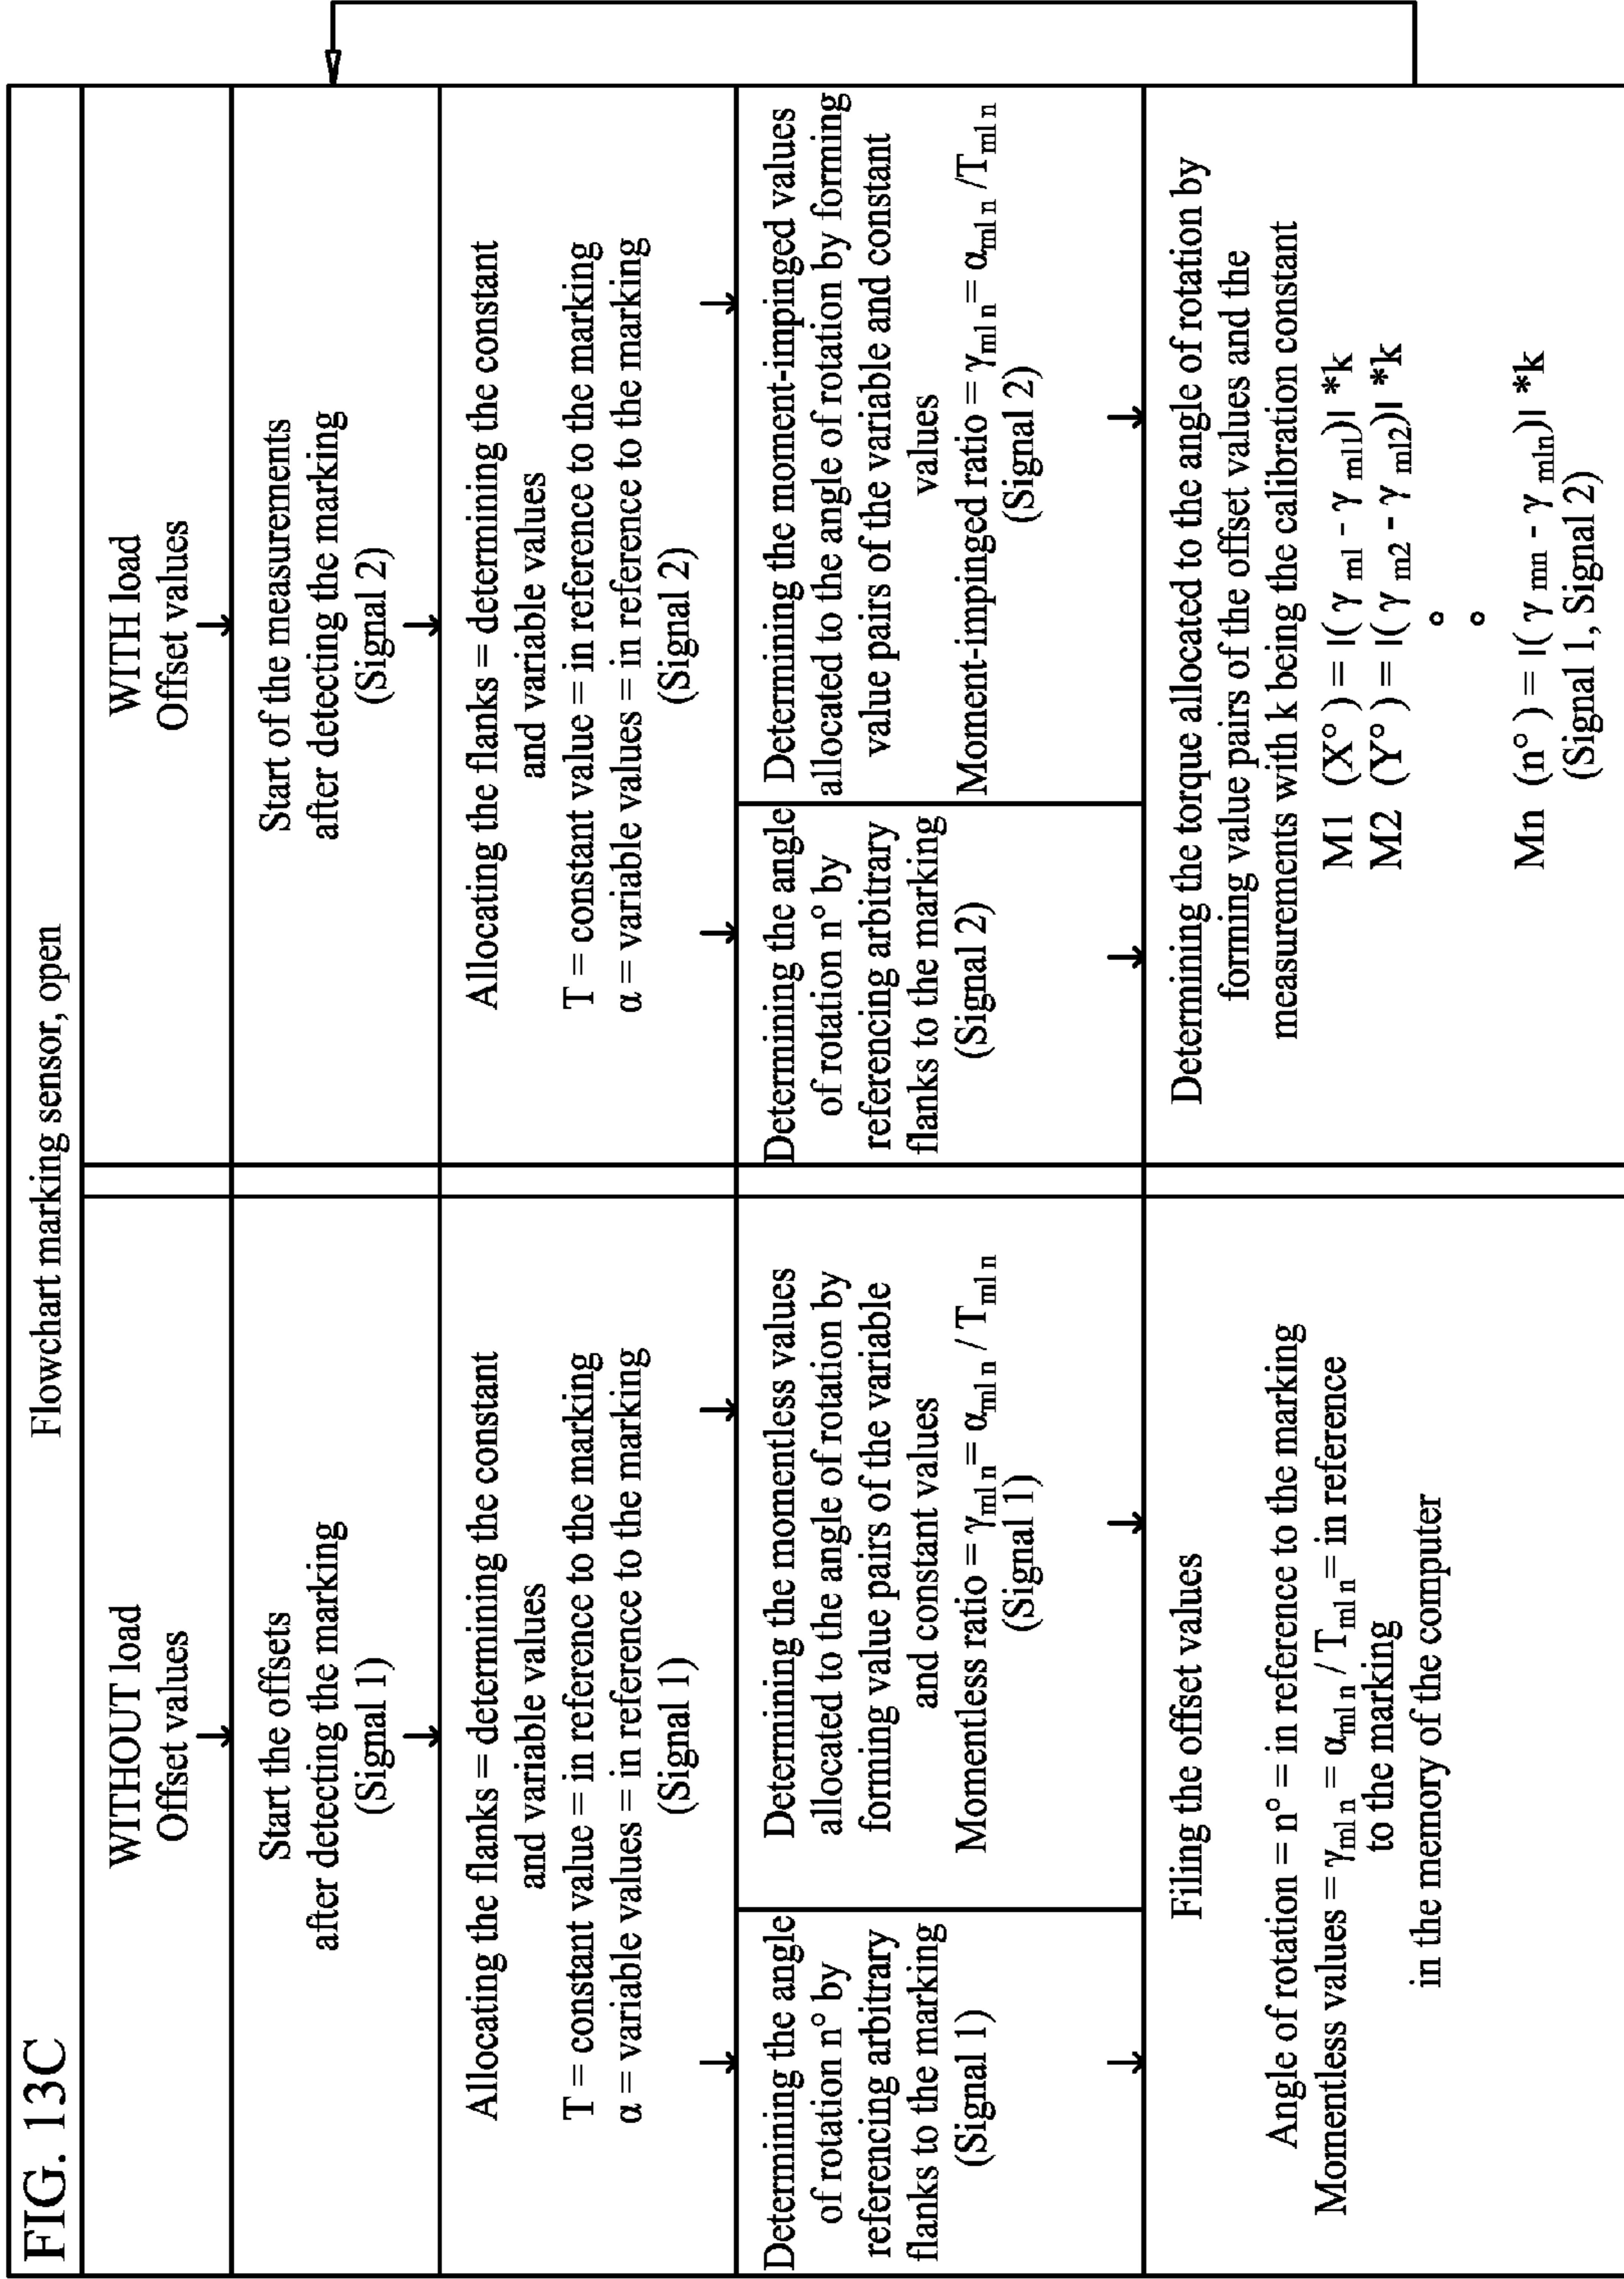 FIG. 13C
Flowchart marking sensor, open
WITHOUT load
Offset values
Start the offsets
after detecting the marking
(Signal 1)
Allocating the flanks = determining the constant
and variable values
T = constant value = in reference to the marking
α = variable values = in reference to the marking
(Signal 1)
Determining the angle
of rotation n° by
referencing arbitrary
flanks to the marking
(Signal 1)
Determining the momentless values
allocated to the angle of rotation by
forming value pairs of the variable
and constant values
Momentless ratio = γml n = αml n / Tml n
(Signal 1)
Filing the offset values
Angle of rotation = n° = in reference to the marking
Momentless values = γml n = αml n / Tml n = in reference
to the marking
in the memory of the computer
WITH load
Offset values
Start of the measurements
after detecting the marking
(Signal 2)
Allocating the flanks = determining the constant
and variable values
T = constant value = in reference to the marking
α = variable values = in reference to the marking
(Signal 2)
Determining the angle
of rotation n° by
referencing arbitrary
flanks to the marking
(Signal 2)
Determining the moment-impinged values
allocated to the angle of rotation by forming
value pairs of the variable and constant
values
Moment-impinged ratio = γml n = αml n /Tml n
(Signal 2)
Determining the torque allocated to the angle of rotation by
forming value pairs of the offset values and the
measurements with k being the calibration constant
M1 (X° ) = |( γ ml - γ ml1)| *k
M2 (Y° ) = |( γ m2 - γ ml2)| *k
Mn (n° ) = |( γ mn - γ mln)| *k
(Signal 1, Signal 2)